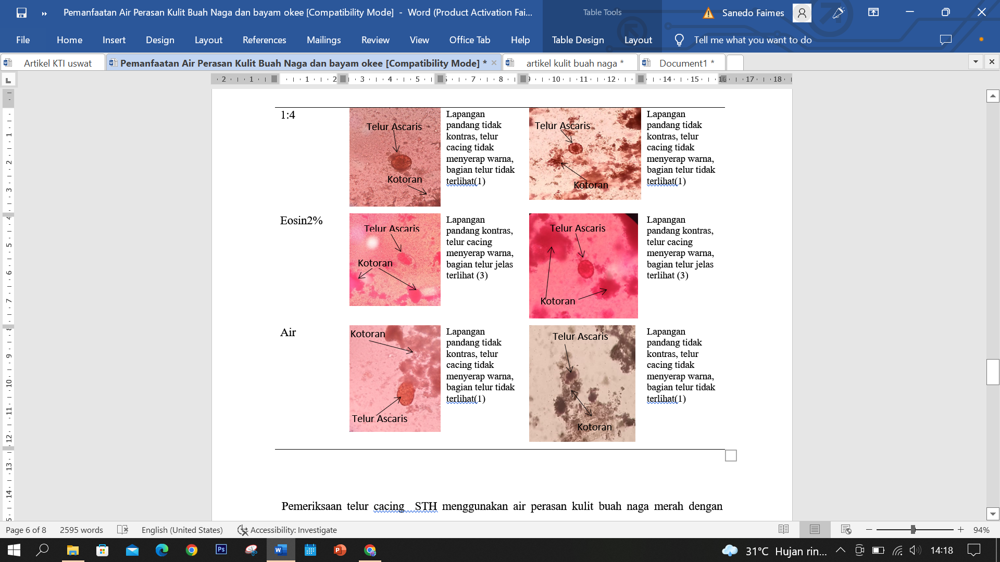 Pemanfaatan Air Perasan Kulit Buah Naga dan bayam okee [Compatibility Mode] - Word (Product Activation Fai...
Table Tools
Sanedo Faimes
File Home Insert Design Layout References Mailings Review View Office Tab Help Table Design Layout Tell me what you want to do
Artikel KTI uswat
Pemanfaatan Air Perasan Kulit Buah Naga dan bayam okee [Compatibility Mode] *
artikel kulit buah naga *
Document1 *
1:4
Telur Ascaris
Kotoran
Lapangan
pandang tidak
kontras, telur
cacing tidak
menyerap warna,
bagian telur tidak
terlihat(1)
Telur Ascaris
Kotoran
Lapangan
pandang tidak
kontras, telur
cacing tidak
menyerap warna,
bagian telur tidak
terlihat(1)
Eosin2%
Telur Ascaris
Kotoran
Lapangan
pandang kontras,
telur cacing
menyerap warna,
bagian telur jelas
terlihat (3)
Telur Ascaris
Kotoran
Lapangan
pandang kontras,
telur cacing
menyerap warna,
bagian telur jelas
terlihat (3)
Air
Kotoran
Telur Ascaris
Lapangan
pandang tidak
kontras, telur
cacing tidak
menyerap warna,
bagian telur tidak
terlihat(1)
Telur Ascaris
Kotoran
Lapangan
pandang tidak
kontras, telur
cacing tidak
menyerap warna,
bagian telur tidak
terlihat(1)
Pemeriksaan telur cacing STH menggunakan air perasan kulit buah naga merah dengan
Page 6 of 8 2595 words English (United States) Accessibility: Investigate 94%
31°C Hujan rin... 14:18